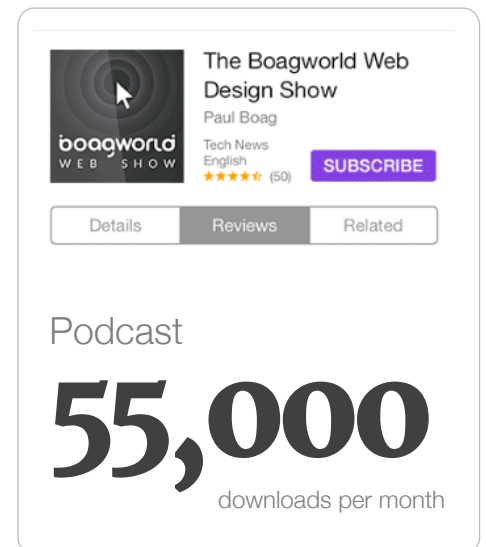 boagworld
WEB SHOW
The Boagworld Web
Design Show
Paul Boag
Tech News
English
(50)
SUBSCRIBE
Details
Reviews
Related
Podcast
55,000
downloads per month